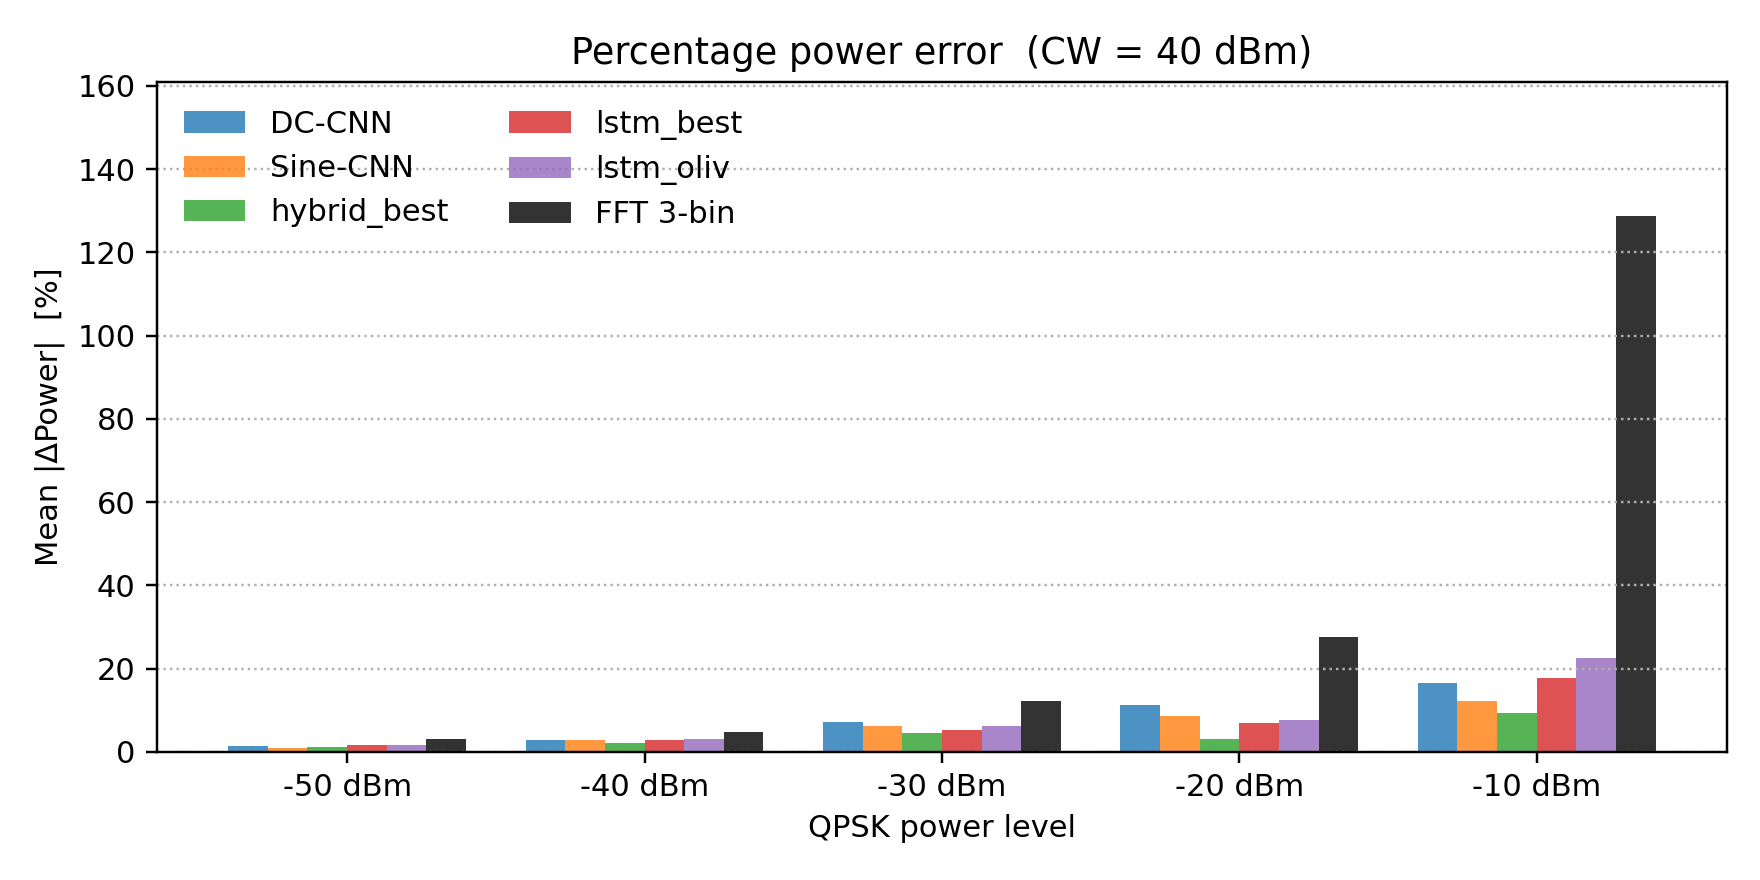 Percentage power error  (CW = 40 dBm)
160
140
120
100
80
60
40
20
0
Mean |ΔPower|  [%]
DC-CNN
Sine-CNN
hybrid_best
lstm_best
lstm_oliv
FFT 3-bin
-50 dBm
-40 dBm
-30 dBm
-20 dBm
-10 dBm
QPSK power level